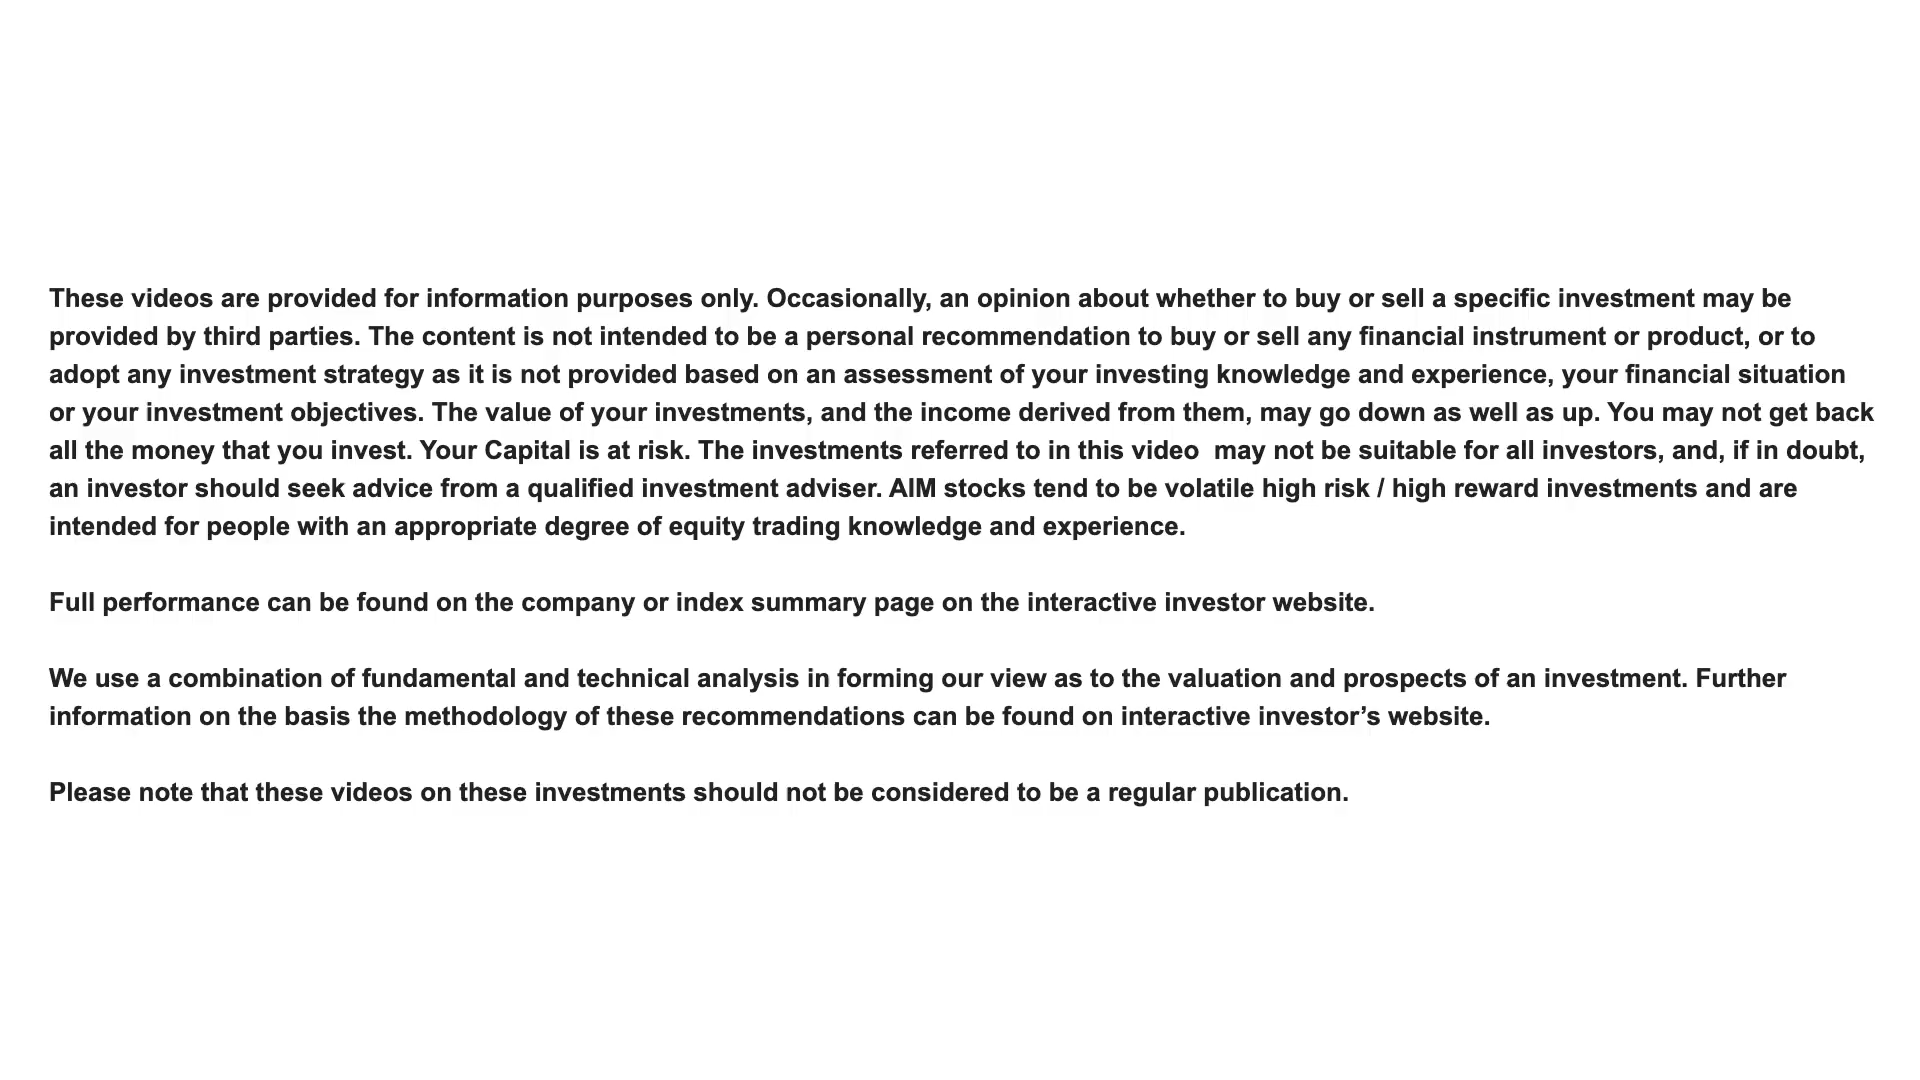 These videos are provided for information purposes only. Occasionally, an opinion about whether to buy or sell a specific investment may be
provided by third parties. The content is not intended to be a personal recommendation to buy or sell any financial instrument or product, or to
adopt any investment strategy as it is not provided based on an assessment of your investing knowledge and experience, your financial situation
or your investment objectives. The value of your investments, and the income derived from them, may go down as well as up. You may not get back
all the money that you invest. Your Capital is at risk. The investments referred to in this video  may not be suitable for all investors, and, if in doubt,
an investor should seek advice from a qualified investment adviser. AIM stocks tend to be volatile high risk / high reward investments and are
intended for people with an appropriate degree of equity trading knowledge and experience.
Full performance can be found on the company or index summary page on the interactive investor website.
We use a combination of fundamental and technical analysis in forming our view as to the valuation and prospects of an investment. Further
information on the basis the methodology of these recommendations can be found on interactive investor’s website.
Please note that these videos on these investments should not be considered to be a regular publication.